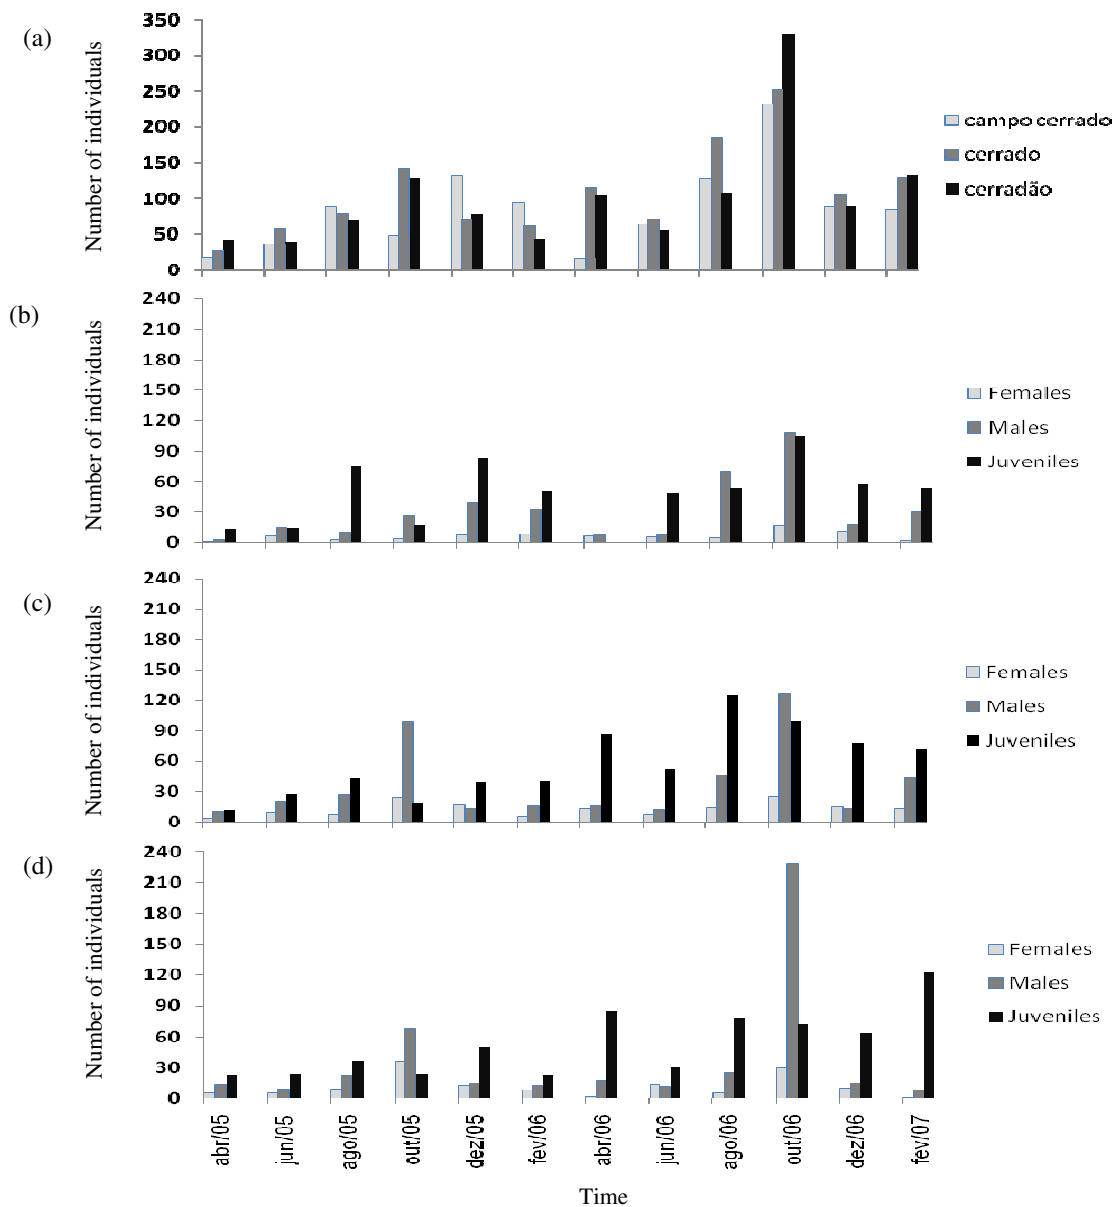 (a)
Number of individuals
350
300
250
200
150
100
50
0
campo cerrado
cerrado
cerradão
(b)
Number of individuals
240
210
180
150
120
90
60
30
0
Females
Males
Juveniles
(c)
Number of individuals
240
210
180
150
120
90
60
30
0
Females
Males
Juveniles
(d)
Number of individuals
240
210
180
150
120
90
60
30
0
Females
Males
Juveniles
abr/05
jun/05
ago/05
out/05
dez/05
fev/06
abr/06
jun/06
ago/06
out/06
dez/06
fev/07
Time